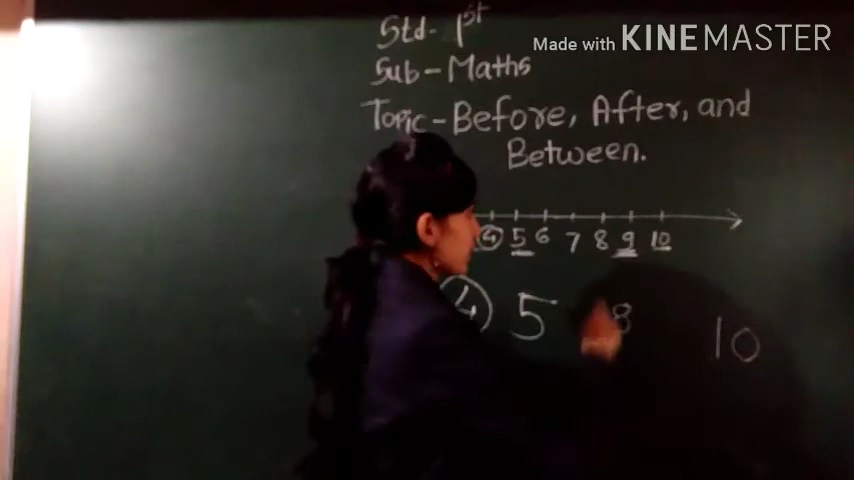 Std - 1st
Made with KINEMASTER
Sub - Maths
Topic - Before, After, and
Between.
4 5 6 7 8 9 10
4 5 8 10